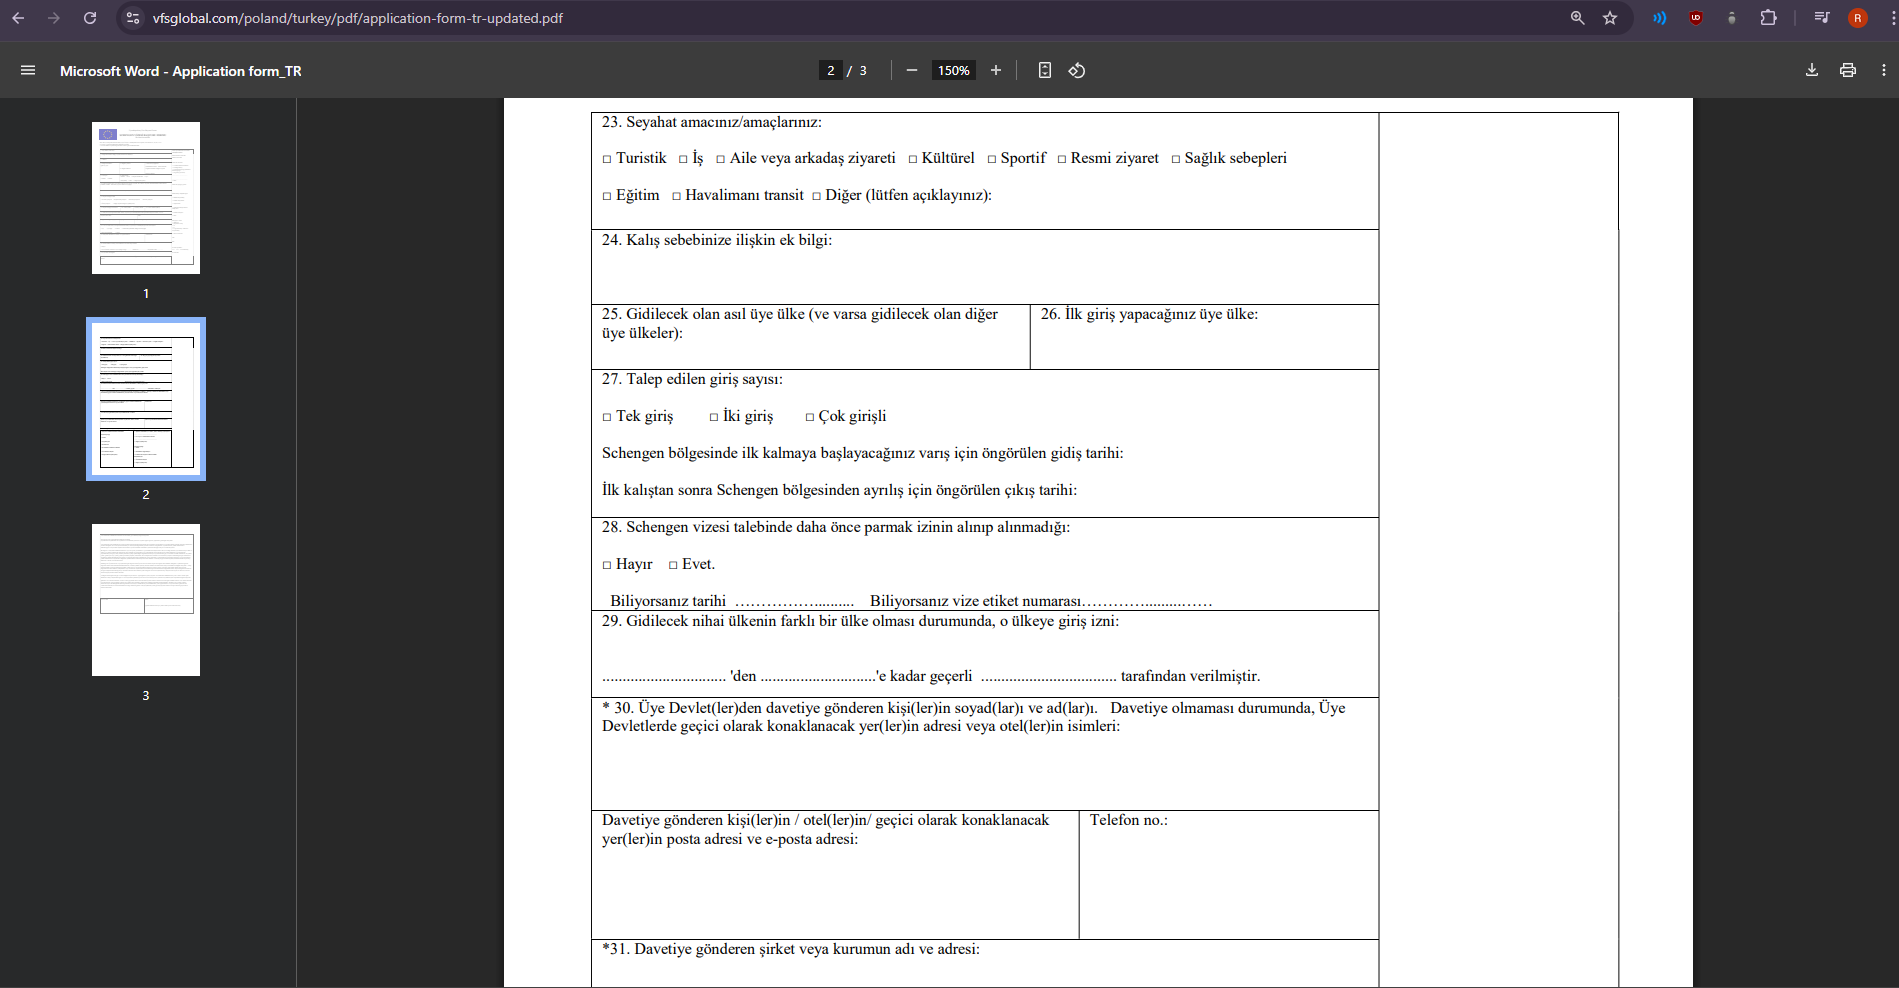 vfsglobal.com/poland/turkey/pdf/application-form-tr-updated.pdf
R
Microsoft Word - Application form_TR
2 / 3
150%
1
2
3
23. Seyahat amacınız/amaçlarınız:
□ Turistik □ İş □ Aile veya arkadaş ziyareti □ Kültürel □ Sportif □ Resmi ziyaret □ Sağlık sebepleri
□ Eğitim □ Havalimanı transit □ Diğer (lütfen açıklayınız):
24. Kalış sebebinize ilişkin ek bilgi:
25. Gidilecek olan asıl üye ülke (ve varsa gidilecek olan diğer
üye ülkeler):
26. İlk giriş yapacağınız üye ülke:
27. Talep edilen giriş sayısı:
□ Tek giriş □ İki giriş □ Çok girişli
Schengen bölgesinde ilk kalmaya başlayacağınız varış için öngörülen gidiş tarihi:
İlk kalıştan sonra Schengen bölgesinden ayrılış için öngörülen çıkış tarihi:
28. Schengen vizesi talebinde daha önce parmak izinin alınıp alınmadığı:
□ Hayır □ Evet.
Biliyorsanız tarihi …………….......... Biliyorsanız vize etiket numarası………….........……
29. Gidilecek nihai ülkenin farklı bir ülke olması durumunda, o ülkeye giriş izni:
............................... 'den .............................'e kadar geçerli .................................. tarafından verilmiştir.
* 30. Üye Devlet(ler)den davetiye gönderen kişi(ler)in soyad(lar)ı ve ad(lar)ı. Davetiye olmaması durumunda, Üye
Devletlerde geçici olarak konaklanacak yer(ler)in adresi veya otel(ler)in isimleri:
Davetiye gönderen kişi(ler)in / otel(ler)in/ geçici olarak konaklanacak
yer(ler)in posta adresi ve e-posta adresi:
Telefon no.:
*31. Davetiye gönderen şirket veya kurumun adı ve adresi: